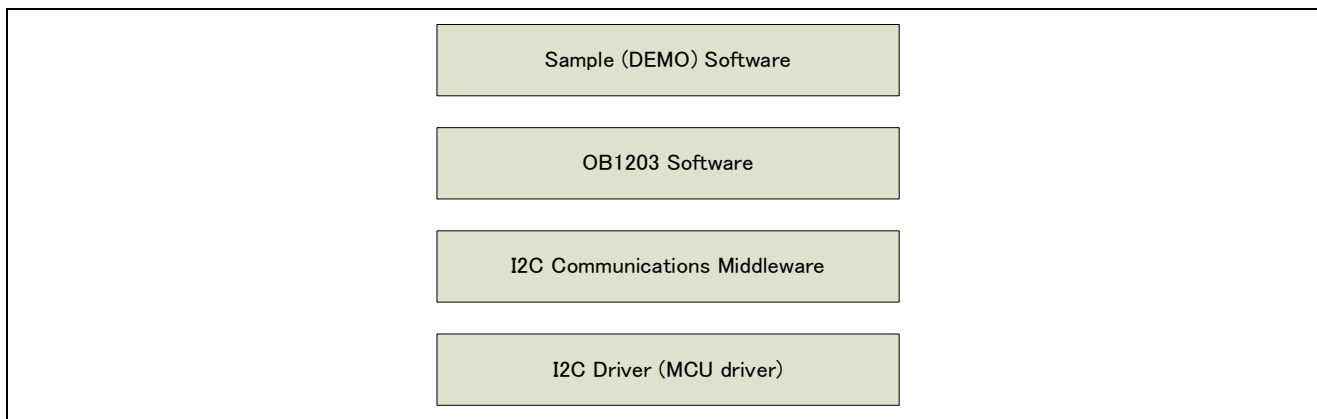 Sample (DEMO) Software
OB1203 Software
I2C Communications Middleware
I2C Driver (MCU driver)